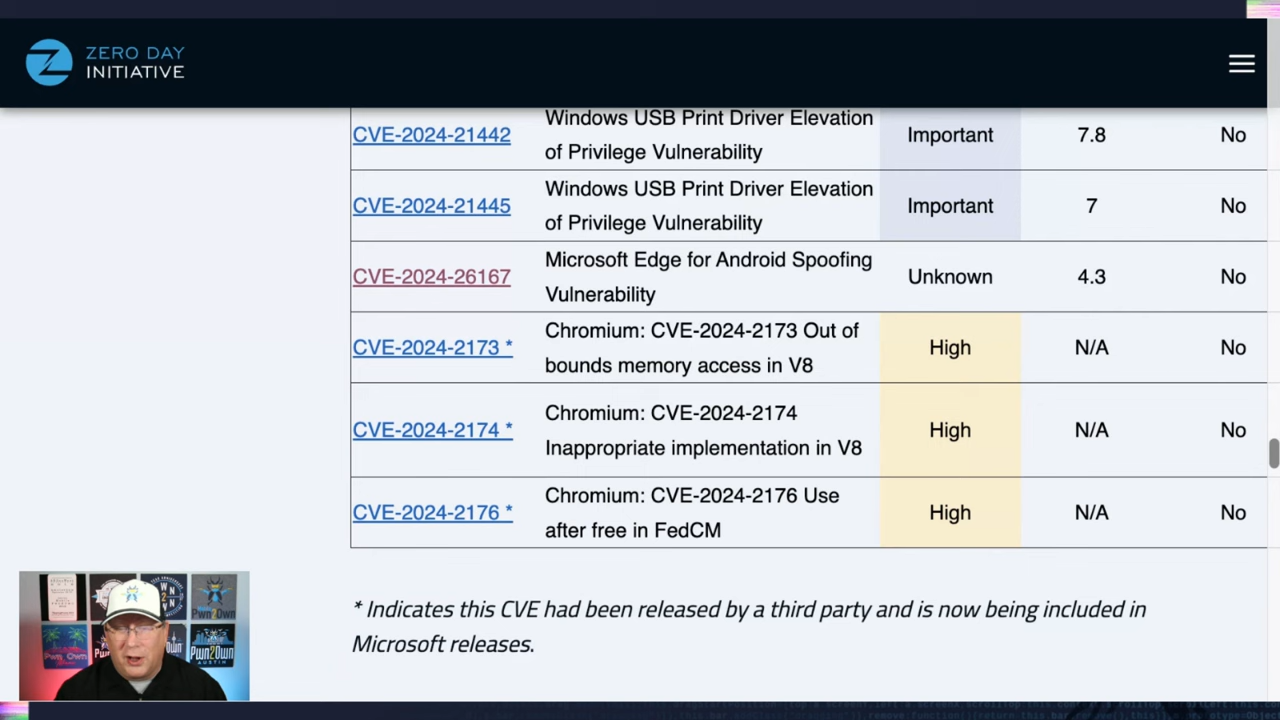 ZERO DAY
INITIATIVE
CVE-2024-21442
Windows USB Print Driver Elevation
of Privilege Vulnerability
Important
7.8
No
CVE-2024-21445
Windows USB Print Driver Elevation
of Privilege Vulnerability
Important
7
No
CVE-2024-26167
Microsoft Edge for Android Spoofing
Vulnerability
Unknown
4.3
No
CVE-2024-2173 *
Chromium: CVE-2024-2173 Out of
bounds memory access in V8
High
N/A
No
CVE-2024-2174 *
Chromium: CVE-2024-2174
Inappropriate implementation in V8
High
N/A
No
CVE-2024-2176 *
Chromium: CVE-2024-2176 Use
after free in FedCM
High
N/A
No
* Indicates this CVE had been released by a third party and is now being included in
Microsoft releases.
Pwn2Own
Pwn2Own
AUSTIN